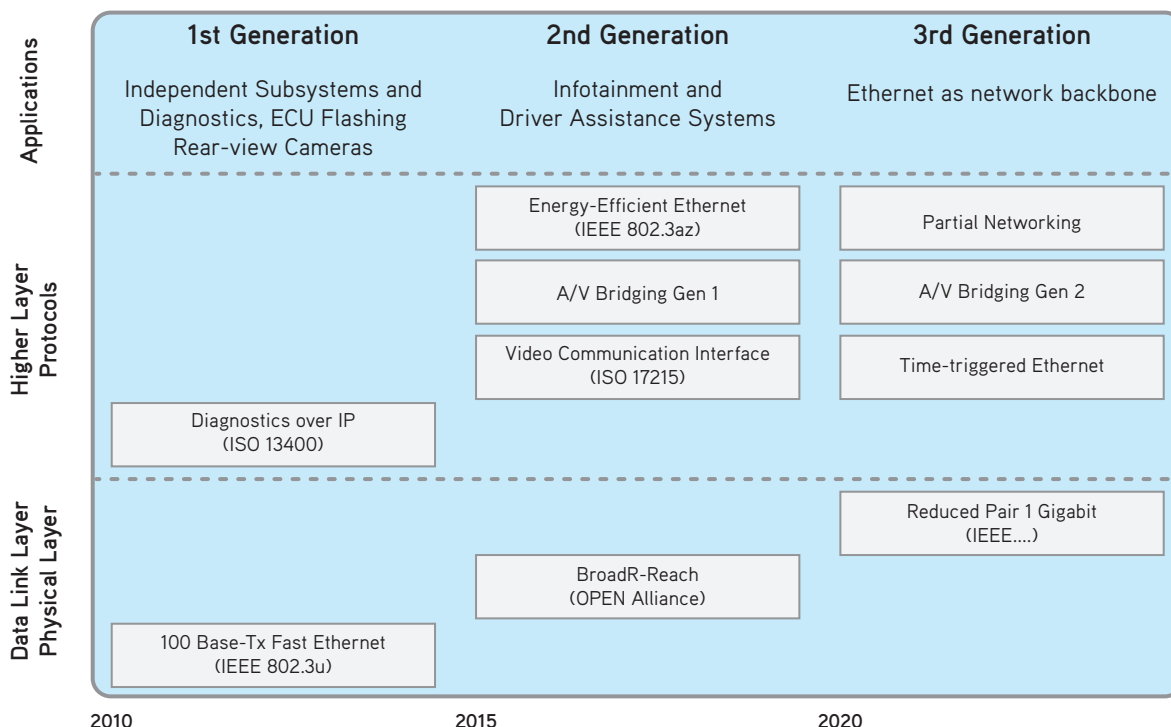 1st Generation
2nd Generation
3rd Generation
Applications
Independent Subsystems and
Diagnostics, ECU Flashing
Rear-view Cameras
Infotainment and
Driver Assistance Systems
Ethernet as network backbone
Higher Layer
Protocols
Energy-Efficient Ethernet
(IEEE 802.3az)
Partial Networking
A/V Bridging Gen 1
A/V Bridging Gen 2
Video Communication Interface
(ISO 17215)
Time-triggered Ethernet
Diagnostics over IP
(ISO 13400)
Data Link Layer
Physical Layer
Reduced Pair 1 Gigabit
(IEEE....)
BroadR-Reach
(OPEN Alliance)
100 Base-Tx Fast Ethernet
(IEEE 802.3u)
2010
2015
2020